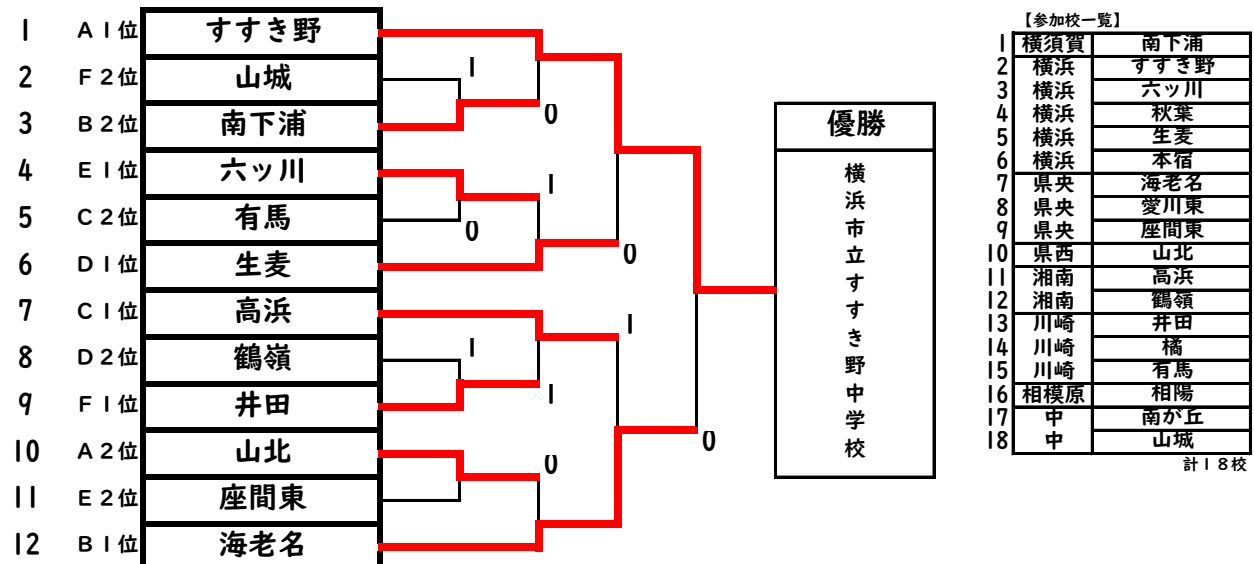 1 A1位 すすき野
2 F2位 山城
3 B2位 南下浦
4 E1位 六ッ川
5 C2位 有馬
6 D1位 生麦
7 C1位 高浜
8 D2位 鶴嶺
9 F1位 井田
10 A2位 山北
11 E2位 座間東
12 B1位 海老名
1
0
1
0
0
1
1
1
0
0
優勝
横浜市立すすき野中学校
【参加校一覧】
1 横須賀 南下浦
2 横浜 すすき野
3 横浜 六ッ川
4 横浜 秋葉
5 横浜 生麦
6 横浜 本宿
7 県央 海老名
8 県央 愛川東
9 県央 座間東
10 県西 山北
11 湘南 高浜
12 湘南 鶴嶺
13 川崎 井田
14 川崎 橘
15 川崎 有馬
16 相模原 相陽
17 中 南が丘
18 中 山城
計18校